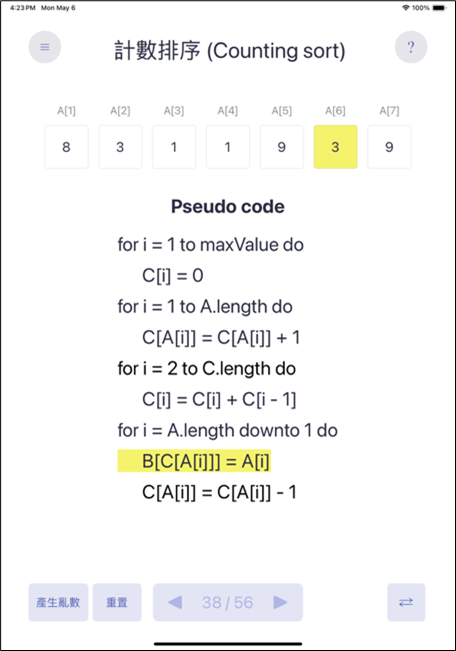 4:23 PM Mon May 6 100%
計數排序 (Counting sort)
?
A[1] A[2] A[3] A[4] A[5] A[6] A[7]
8 3 1 1 9 3 9
Pseudo code
for i = 1 to maxValue do
C[i] = 0
for i = 1 to A.length do
C[A[i]] = C[A[i]] + 1
for i = 2 to C.length do
C[i] = C[i] + C[i - 1]
for i = A.length downto 1 do
B[C[A[i]]] = A[i]
C[A[i]] = C[A[i]] - 1
產生亂數 重置 38 / 56